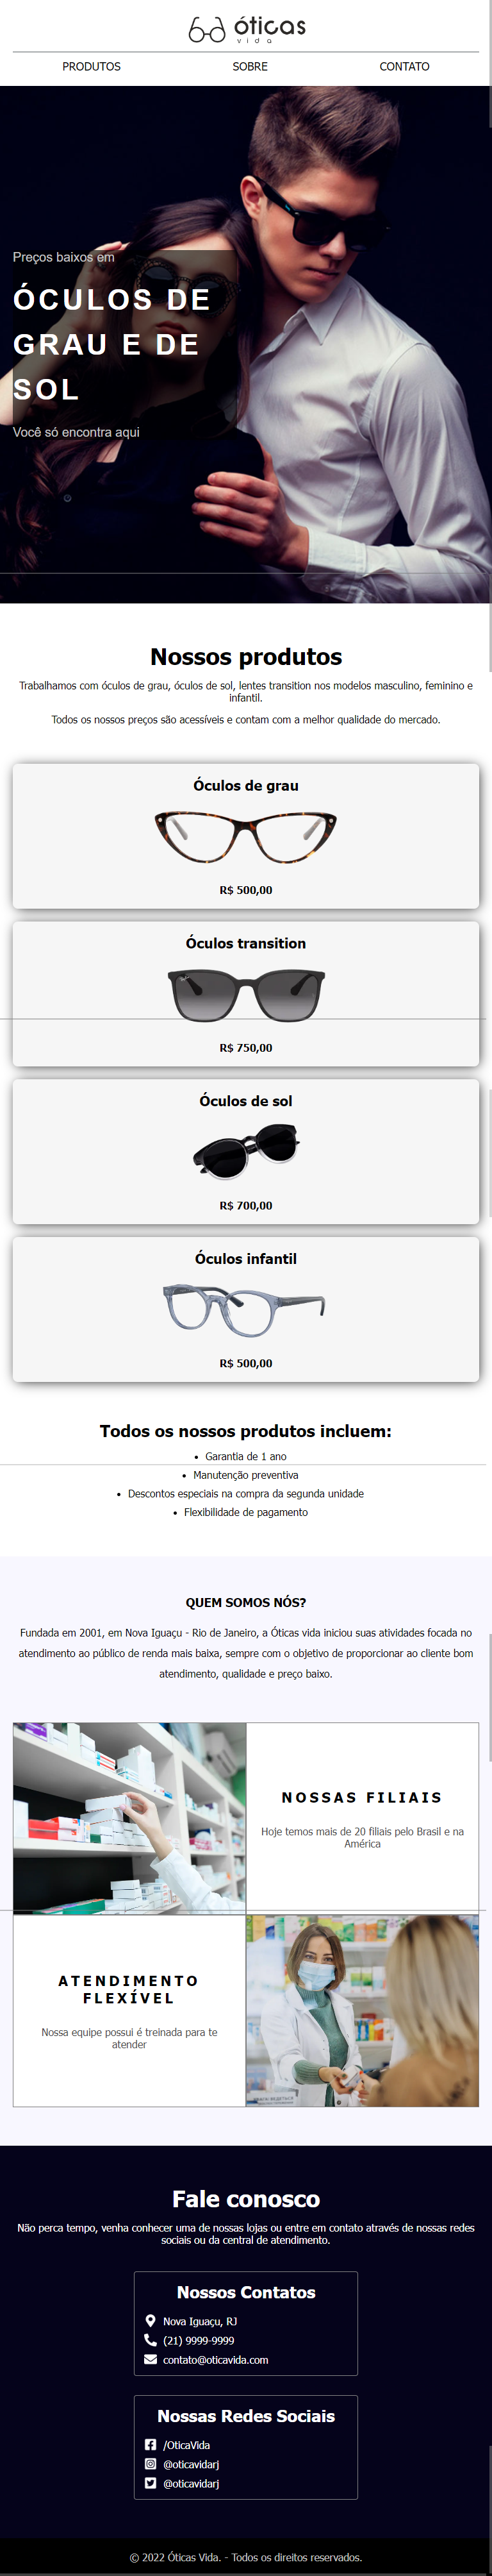 óticas
vida
PRODUTOS SOBRE CONTATO
Preços baixos em
ÓCULOS DE
GRAU E DE
SOL
Você só encontra aqui
Nossos produtos
Trabalhamos com óculos de grau, óculos de sol, lentes transition nos modelos masculino, feminino e
infantil.
Todos os nossos preços são acessíveis e contam com a melhor qualidade do mercado.
Óculos de grau
R$ 500,00
Óculos transition
R$ 750,00
Óculos de sol
R$ 700,00
Óculos infantil
R$ 500,00
Todos os nossos produtos incluem:
• Garantia de 1 ano
• Manutenção preventiva
• Descontos especiais na compra da segunda unidade
• Flexibilidade de pagamento
QUEM SOMOS NÓS?
Fundada em 2001, em Nova Iguaçu - Rio de Janeiro, a Óticas vida iniciou suas atividades focada no
atendimento ao público de renda mais baixa, sempre com o objetivo de proporcionar ao cliente bom
atendimento, qualidade e preço baixo.
NOSSAS FILIAIS
Hoje temos mais de 20 filiais pelo Brasil e na
América
ATENDIMENTO
FLEXÍVEL
Nossa equipe possui é treinada para te
atender
Fale conosco
Não perca tempo, venha conhecer uma de nossas lojas ou entre em contato através de nossas redes
sociais ou da central de atendimento.
Nossos Contatos
Nova Iguaçu, RJ
(21) 9999-9999
contato@oticavida.com
Nossas Redes Sociais
/OticaVida
@oticavidarj
@oticavidarj
© 2022 Óticas Vida. - Todos os direitos reservados.